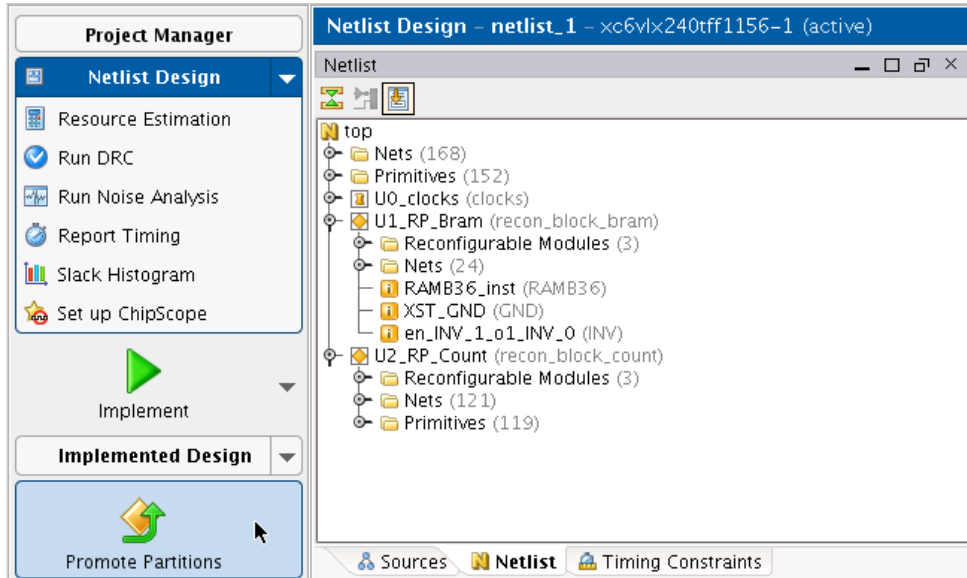 Project Manager
Netlist Design
Resource Estimation
Run DRC
Run Noise Analysis
Report Timing
Slack Histogram
Set up ChipScope
Implement
Implemented Design
Promote Partitions
Netlist Design - netlist_1 - xc6vlx240tff1156-1 (active)
Netlist
top
Nets (168)
Primitives (152)
U0_clocks (clocks)
U1_RP_Bram (recon_block_bram)
Reconfigurable Modules (3)
Nets (24)
RAMB36_inst (RAMB36)
XST_GND (GND)
en_INV_1_o1_INV_0 (INV)
U2_RP_Count (recon_block_count)
Reconfigurable Modules (3)
Nets (121)
Primitives (119)
Sources Netlist Timing Constraints